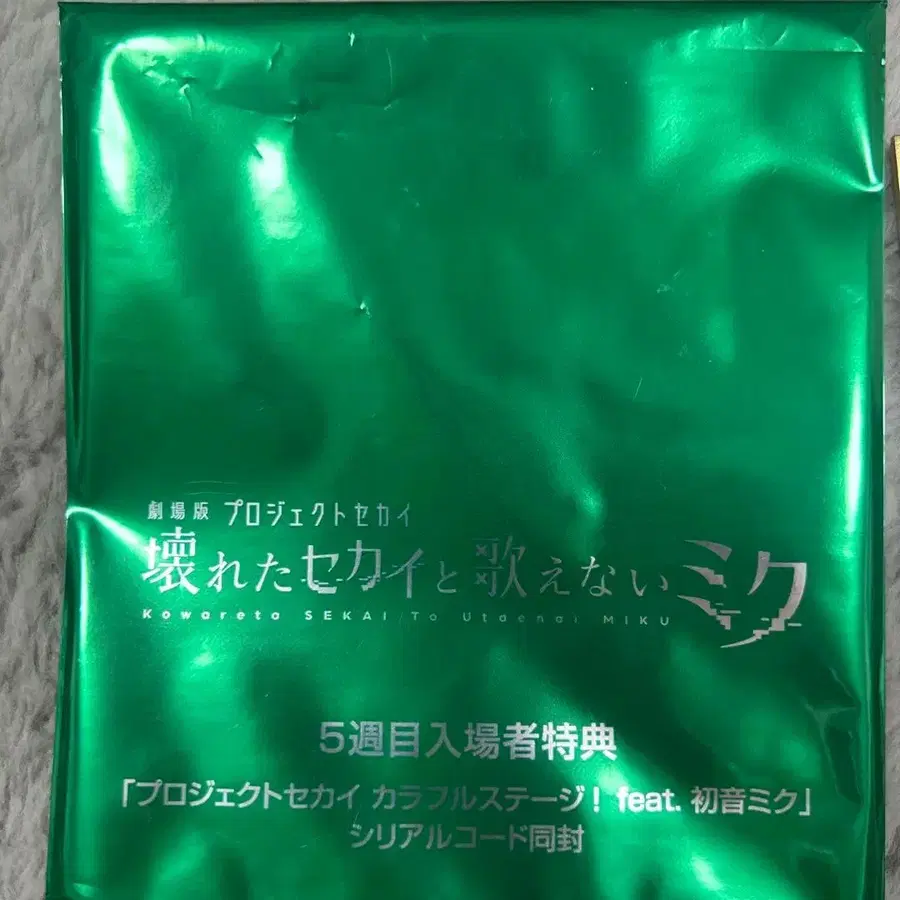 劇場版 プロジェクトセカイ
壊れたセカイと歌えないミク
Kowareta SEKAI To Utaenai MIKU
5週目入場者特典
「プロジェクトセカイ カラフルステージ！ feat. 初音ミク」
シリアルコード同封